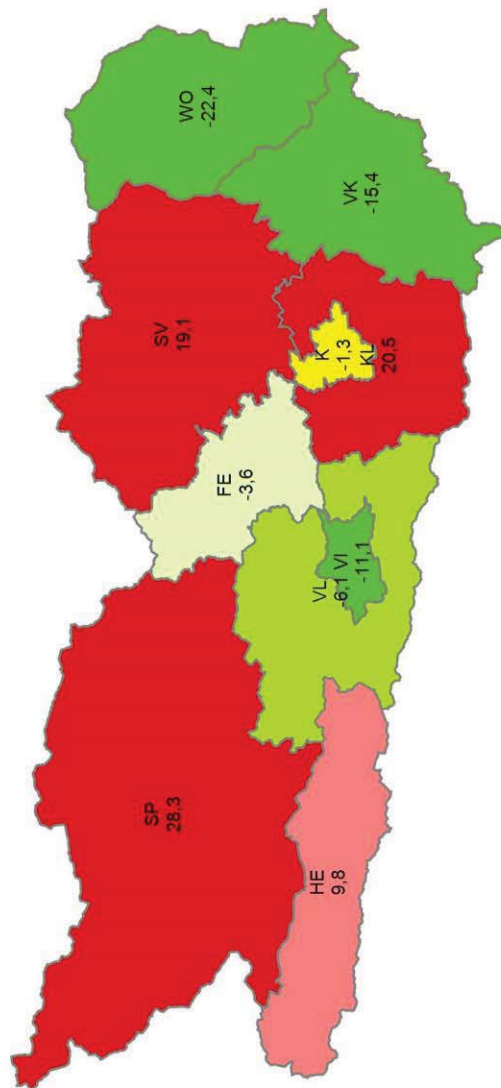 SP
28,3
HE
9,8
FE
-3,6
VL
-6,1
VI
-11,1
SV
19,1
K
-1,3
KL
20,5
WO
-22,4
VK
-15,4